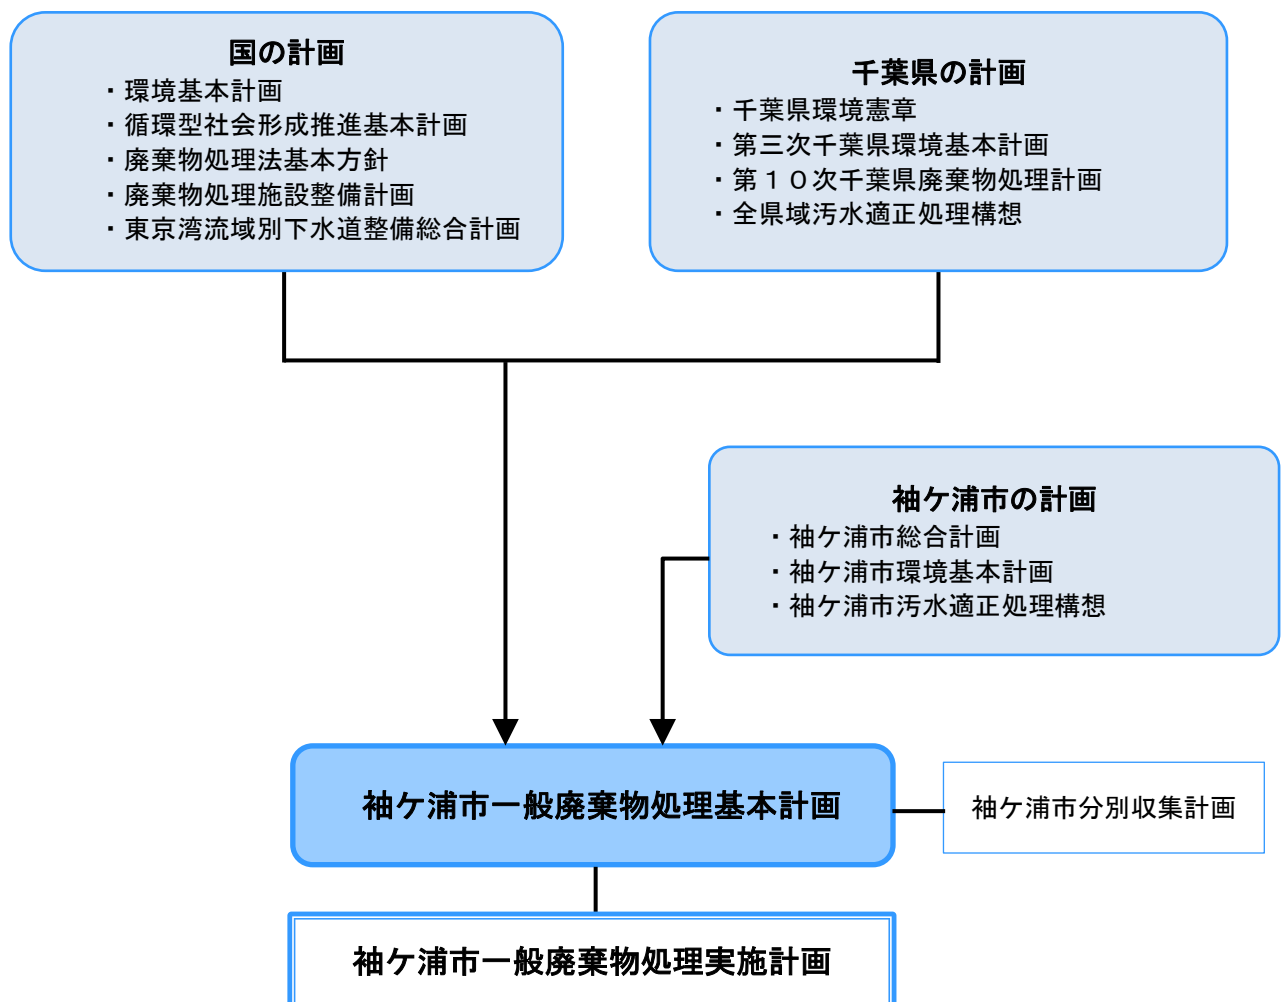 国の計画
・環境基本計画
・循環型社会形成推進基本計画
・廃棄物処理法基本方針
・廃棄物処理施設整備計画
・東京湾流域別下水道整備総合計画
千葉県の計画
・千葉県環境憲章
・第三次千葉県環境基本計画
・第１０次千葉県廃棄物処理計画
・全県域汚水適正処理構想
袖ケ浦市の計画
・袖ケ浦市総合計画
・袖ケ浦市環境基本計画
・袖ケ浦市汚水適正処理構想
袖ケ浦市一般廃棄物処理基本計画
袖ケ浦市分別収集計画
袖ケ浦市一般廃棄物処理実施計画